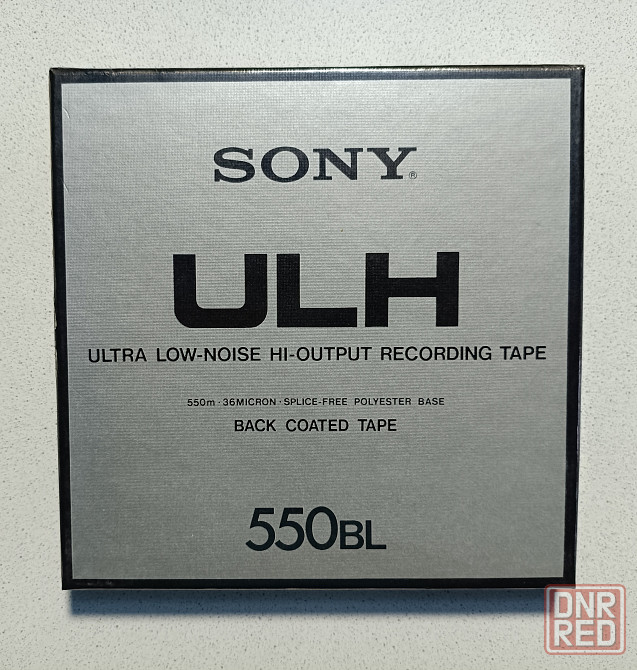 SONY®
ULH
ULTRA LOW-NOISE HI-OUTPUT RECORDING TAPE
550m · 36MICRON · SPLICE-FREE POLYESTER BASE
BACK COATED TAPE
550BL
DNR
RED